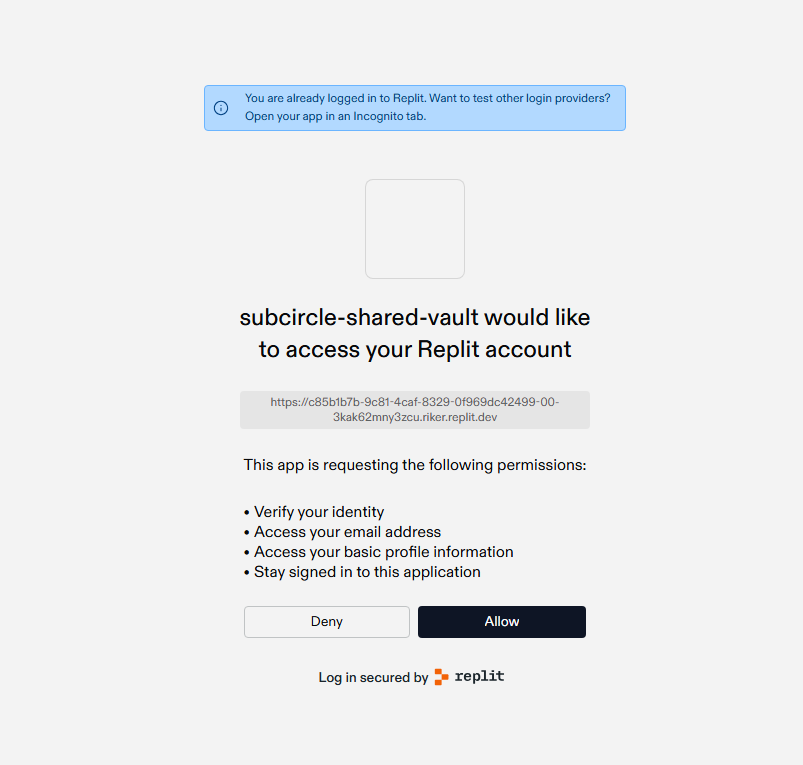 You are already logged in to Replit. Want to test other login providers?
Open your app in an Incognito tab.
subcircle-shared-vault would like
to access your Replit account
https://c85b1b7b-9c81-4caf-8329-0f969dc42499-00-
3kak62mny3zcu.riker.replit.dev
This app is requesting the following permissions:
• Verify your identity
• Access your email address
• Access your basic profile information
• Stay signed in to this application
Deny
Allow
Log in secured by replit